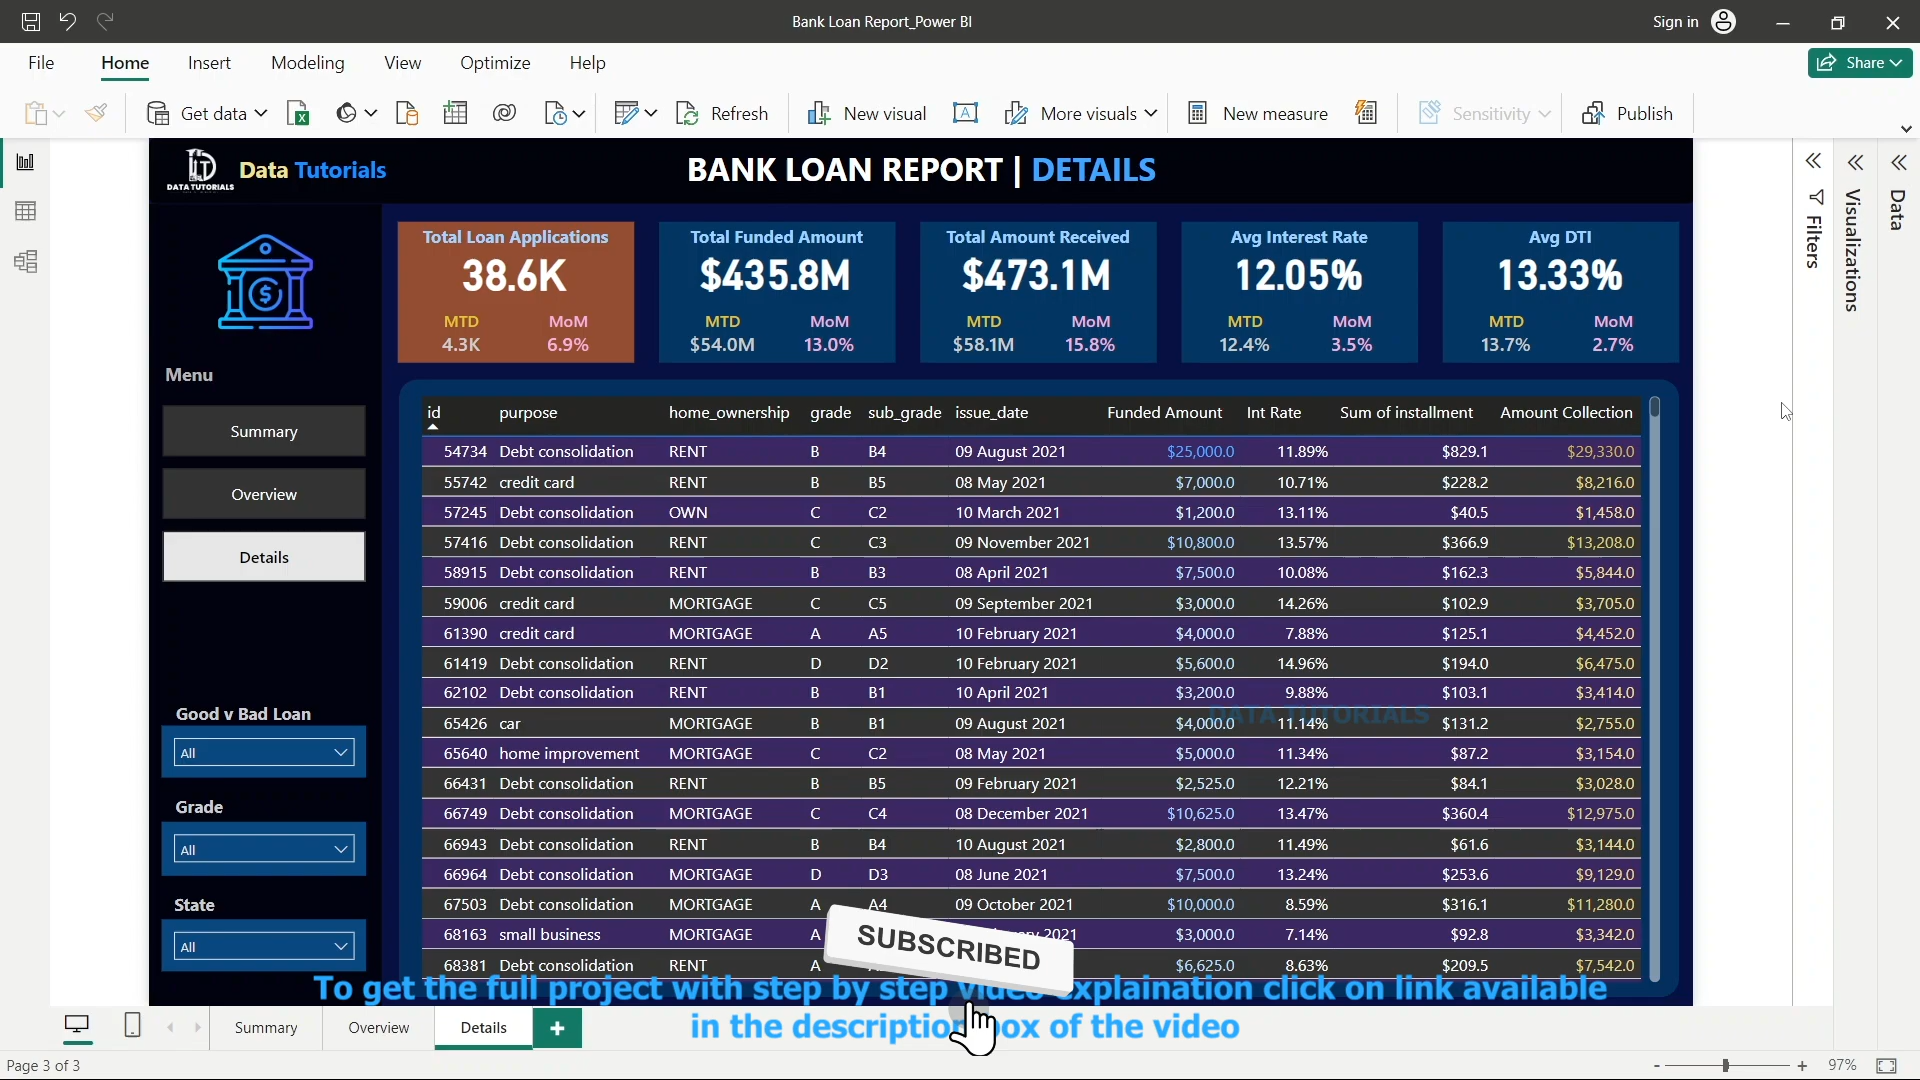 Bank Loan Report_Power BI
Sign in
File Home Insert Modeling View Optimize Help
Share
Get data
Refresh
New visual
More visuals
New measure
Sensitivity
Publish
DATA TUTORIALS
Data Tutorials
BANK LOAN REPORT | DETAILS
Filters
Visualizations
Data
Total Loan Applications
38.6K
MTD MoM
4.3K 6.9%
Total Funded Amount
$435.8M
MTD MoM
$54.0M 13.0%
Total Amount Received
$473.1M
MTD MoM
$58.1M 15.8%
Avg Interest Rate
12.05%
MTD MoM
12.4% 3.5%
Avg DTI
13.33%
MTD MoM
13.7% 2.7%
Menu
Summary
Overview
Details
Good v Bad Loan
All
Grade
All
State
All
id purpose home_ownership grade sub_grade issue_date Funded Amount Int Rate Sum of installment Amount Collection
54734 Debt consolidation RENT B B4 09 August 2021 $25,000.0 11.89% $829.1 $29,330.0
55742 credit card RENT B B5 08 May 2021 $7,000.0 10.71% $228.2 $8,216.0
57245 Debt consolidation OWN C C2 10 March 2021 $1,200.0 13.11% $40.5 $1,458.0
57416 Debt consolidation RENT C C3 09 November 2021 $10,800.0 13.57% $366.9 $13,208.0
58915 Debt consolidation RENT B B3 08 April 2021 $7,500.0 10.08% $162.3 $5,844.0
59006 credit card MORTGAGE C C5 09 September 2021 $3,000.0 14.26% $102.9 $3,705.0
61390 credit card MORTGAGE A A5 10 February 2021 $4,000.0 7.88% $125.1 $4,452.0
61419 Debt consolidation RENT D D2 10 February 2021 $5,600.0 14.96% $194.0 $6,475.0
62102 Debt consolidation RENT B B1 10 April 2021 $3,200.0 9.88% $103.1 $3,414.0
DATA TUTORIALS
65426 car MORTGAGE B B1 09 August 2021 $4,000.0 11.14% $131.2 $2,755.0
65640 home improvement MORTGAGE C C2 08 May 2021 $5,000.0 11.34% $87.2 $3,154.0
66431 Debt consolidation RENT B B5 09 February 2021 $2,525.0 12.21% $84.1 $3,028.0
66749 Debt consolidation MORTGAGE C C4 08 December 2021 $10,625.0 13.47% $360.4 $12,975.0
66943 Debt consolidation RENT B B4 10 August 2021 $2,800.0 11.49% $61.6 $3,144.0
66964 Debt consolidation MORTGAGE D D3 08 June 2021 $7,500.0 13.24% $253.6 $9,129.0
67503 Debt consolidation MORTGAGE A A4 09 October 2021 $10,000.0 8.59% $316.1 $11,280.0
68163 small business MORTGAGE A 2021 $3,000.0 7.14% $92.8 $3,342.0
68381 Debt consolidation RENT A $6,625.0 8.63% $209.5 $7,542.0
SUBSCRIBED
To get the full project with step by step video explaination click on link available
in the description box of the video
Summary Overview Details +
Page 3 of 3
- + 97%